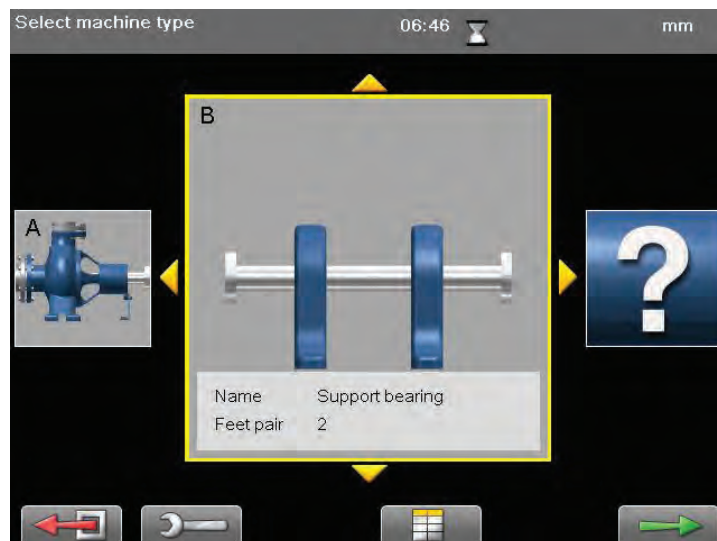 Select machine type 06:46 mm
B
A
?
Name Support bearing
Feet pair 2